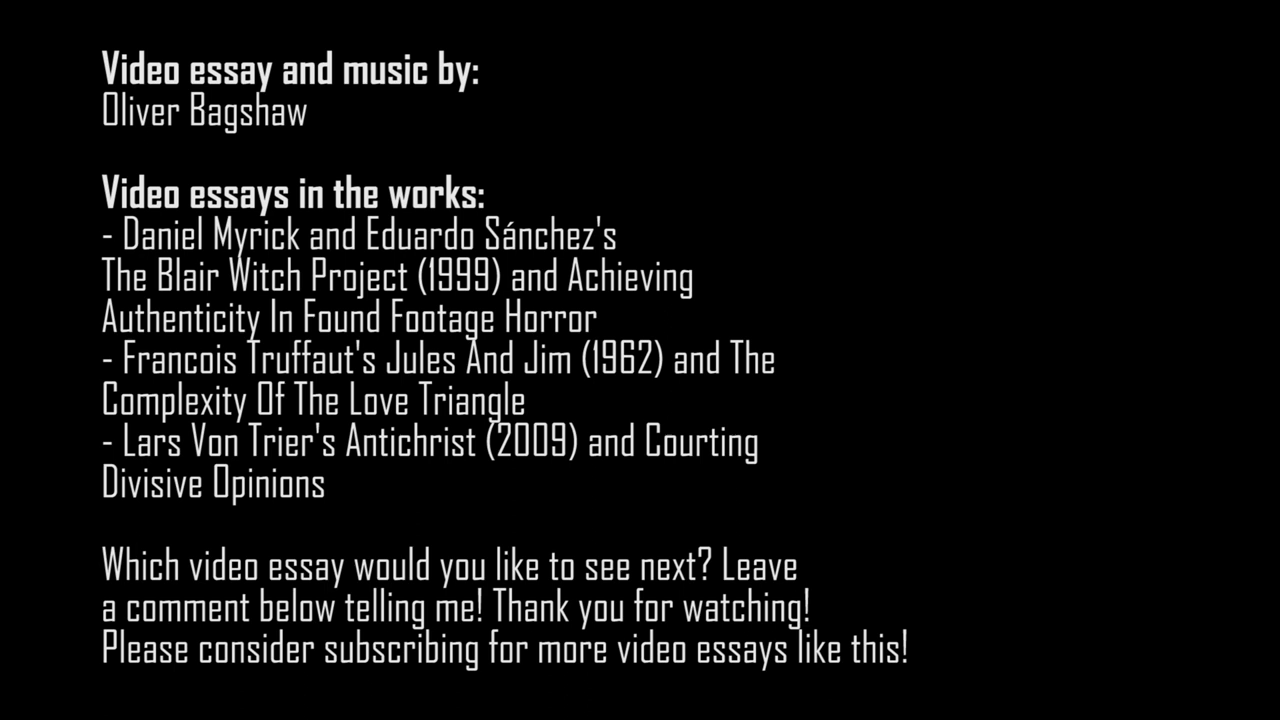 Video essay and music by:
Oliver Bagshaw
Video essays in the works:
- Daniel Myrick and Eduardo Sánchez's
The Blair Witch Project (1999) and Achieving
Authenticity In Found Footage Horror
- Francois Truffaut's Jules And Jim (1962) and The
Complexity Of The Love Triangle
- Lars Von Trier's Antichrist (2009) and Courting
Divisive Opinions
Which video essay would you like to see next? Leave
a comment below telling me! Thank you for watching!
Please consider subscribing for more video essays like this!